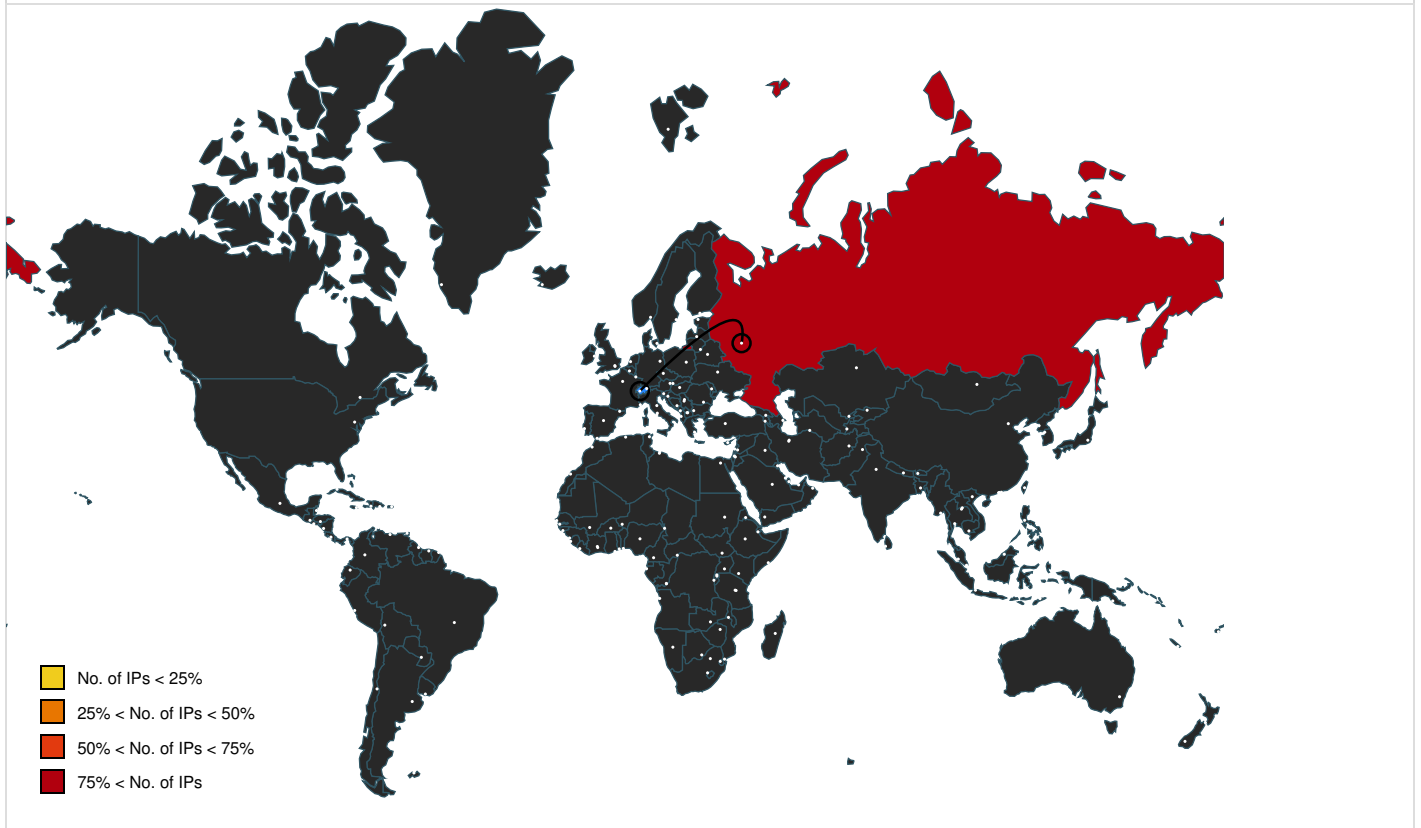 No. of IPs < 25%
25% < No. of IPs < 50%
50% < No. of IPs < 75%
75% < No. of IPs